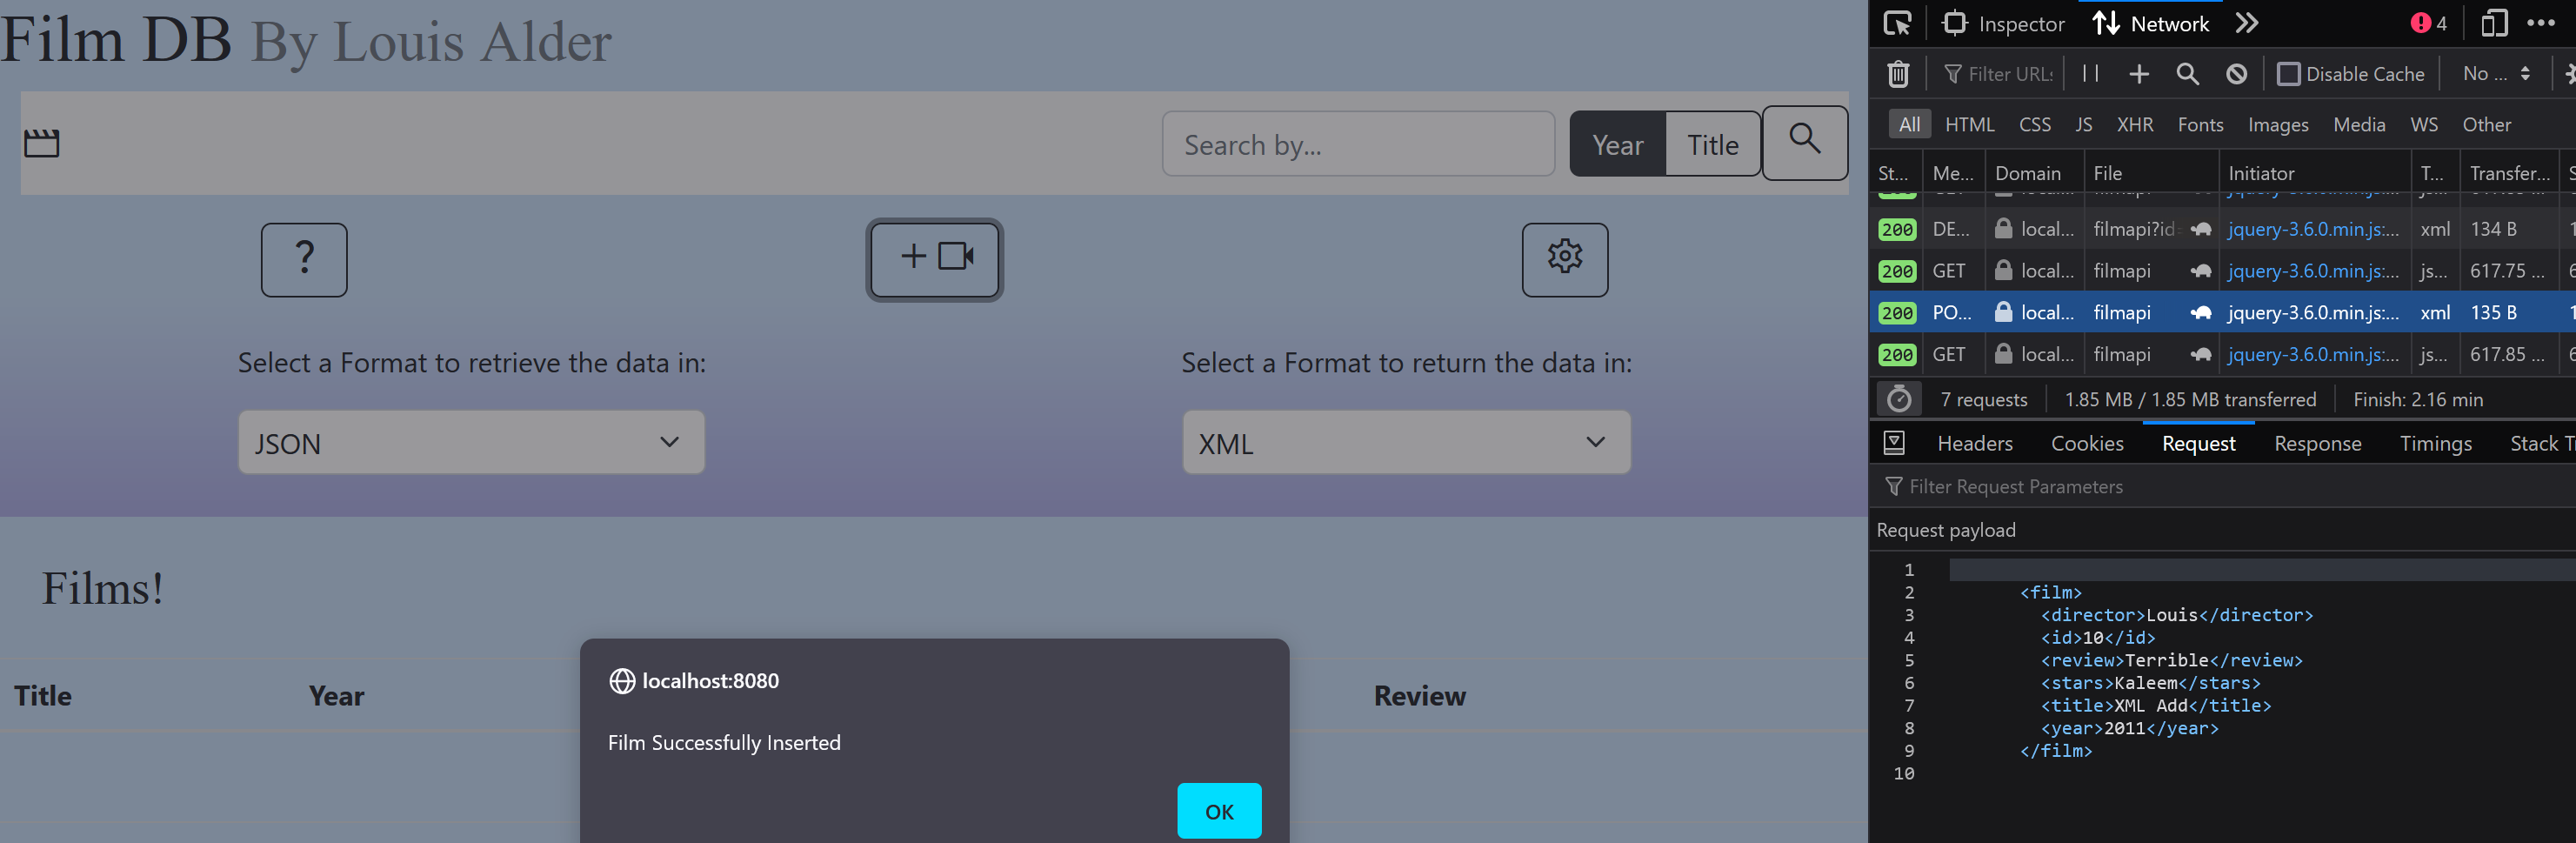 Film DB By Louis Alder
Search by...
Year
Title
?
+
Select a Format to retrieve the data in:
JSON
Select a Format to return the data in:
XML
Films!
Title Year Review
localhost:8080
Film Successfully Inserted
OK
Inspector
Network
4
Filter URLs
Disable Cache
No ...
All HTML CSS JS XHR Fonts Images Media WS Other
St... Me... Domain File Initiator T... Transfer... S
200 DE... local... filmapi?id= jquery-3.6.0.min.js:... xml 134 B 1
200 GET local... filmapi jquery-3.6.0.min.js:... js... 617.75 ... 6
200 PO... local... filmapi jquery-3.6.0.min.js:... xml 135 B 1
200 GET local... filmapi jquery-3.6.0.min.js:... js... 617.85 ... 6
7 requests 1.85 MB / 1.85 MB transferred Finish: 2.16 min
Headers Cookies Request Response Timings Stack T
Filter Request Parameters
Request payload
1
2 <film>
3 <director>Louis</director>
4 <id>10</id>
5 <review>Terrible</review>
6 <stars>Kaleem</stars>
7 <title>XML Add</title>
8 <year>2011</year>
9 </film>
10